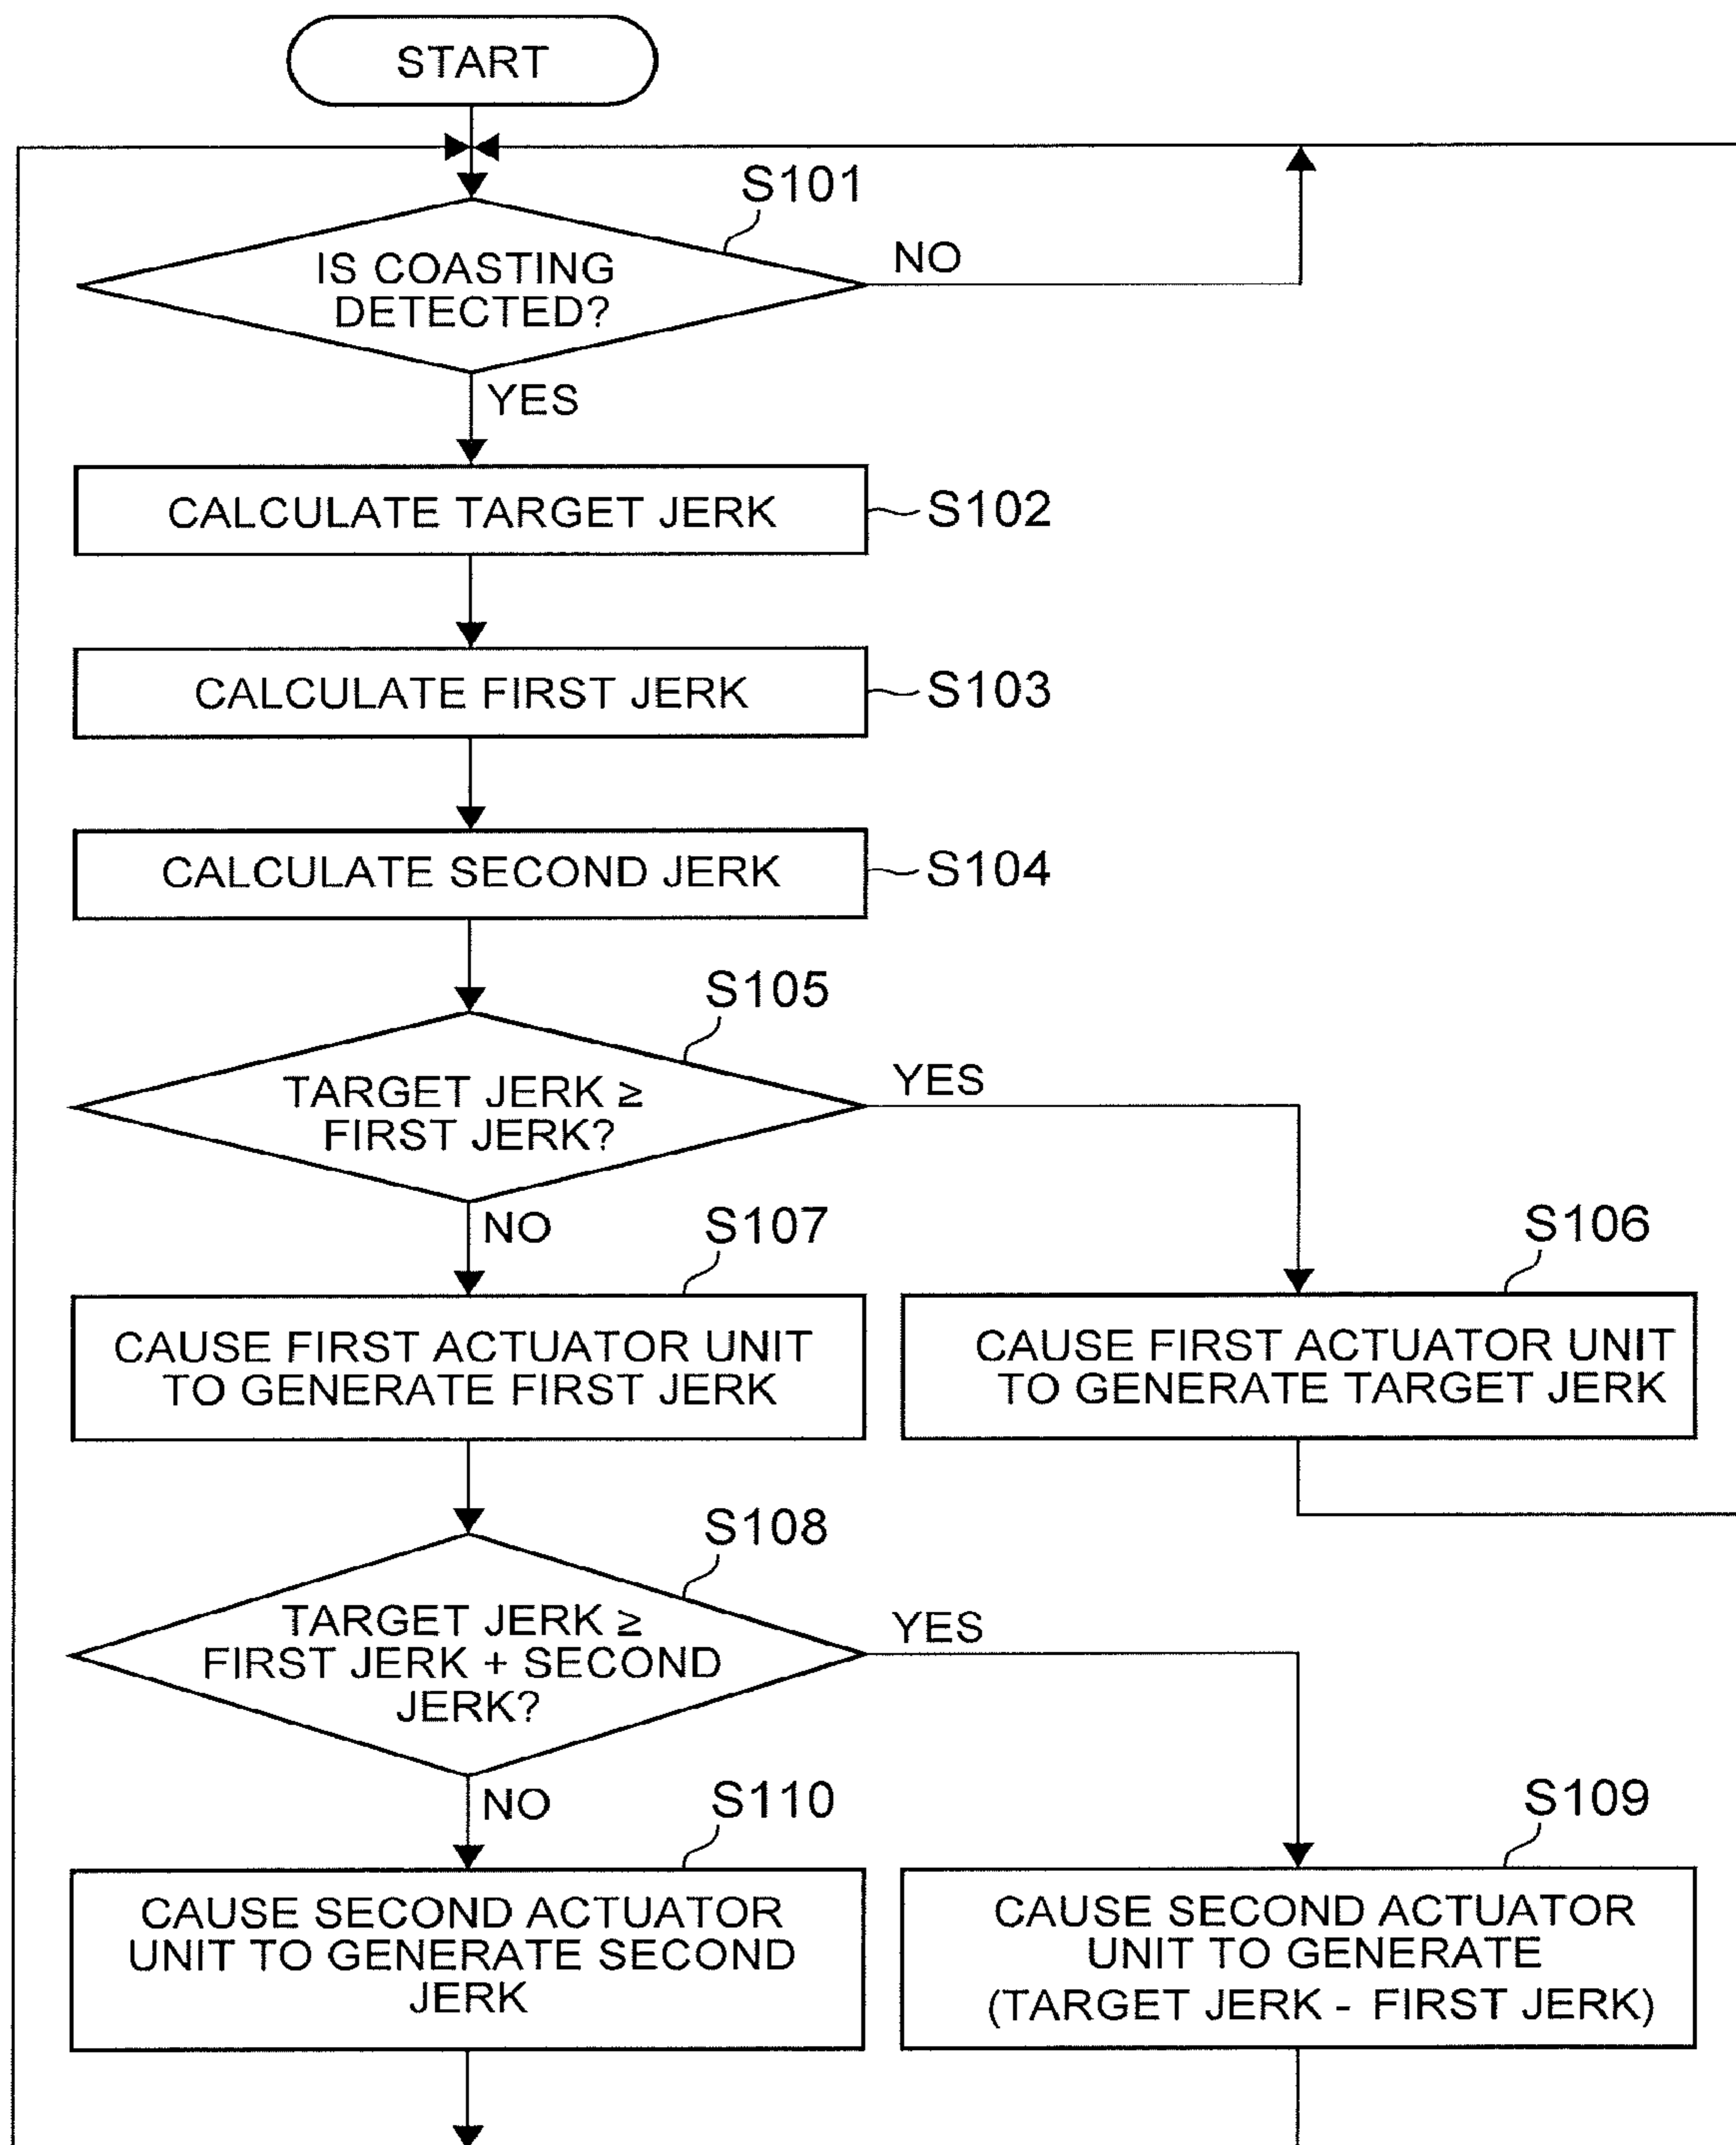 START
S101
IS COASTING
DETECTED?
NO
YES
CALCULATE TARGET JERK
S102
CALCULATE FIRST JERK
S103
CALCULATE SECOND JERK
S104
S105
TARGET JERK ≥
FIRST JERK?
YES
NO
S107
S106
CAUSE FIRST ACTUATOR UNIT
TO GENERATE FIRST JERK
CAUSE FIRST ACTUATOR UNIT
TO GENERATE TARGET JERK
S108
TARGET JERK ≥
FIRST JERK + SECOND
JERK?
YES
NO
S110
S109
CAUSE SECOND ACTUATOR
UNIT TO GENERATE SECOND
JERK
CAUSE SECOND ACTUATOR
UNIT TO GENERATE
(TARGET JERK - FIRST JERK)